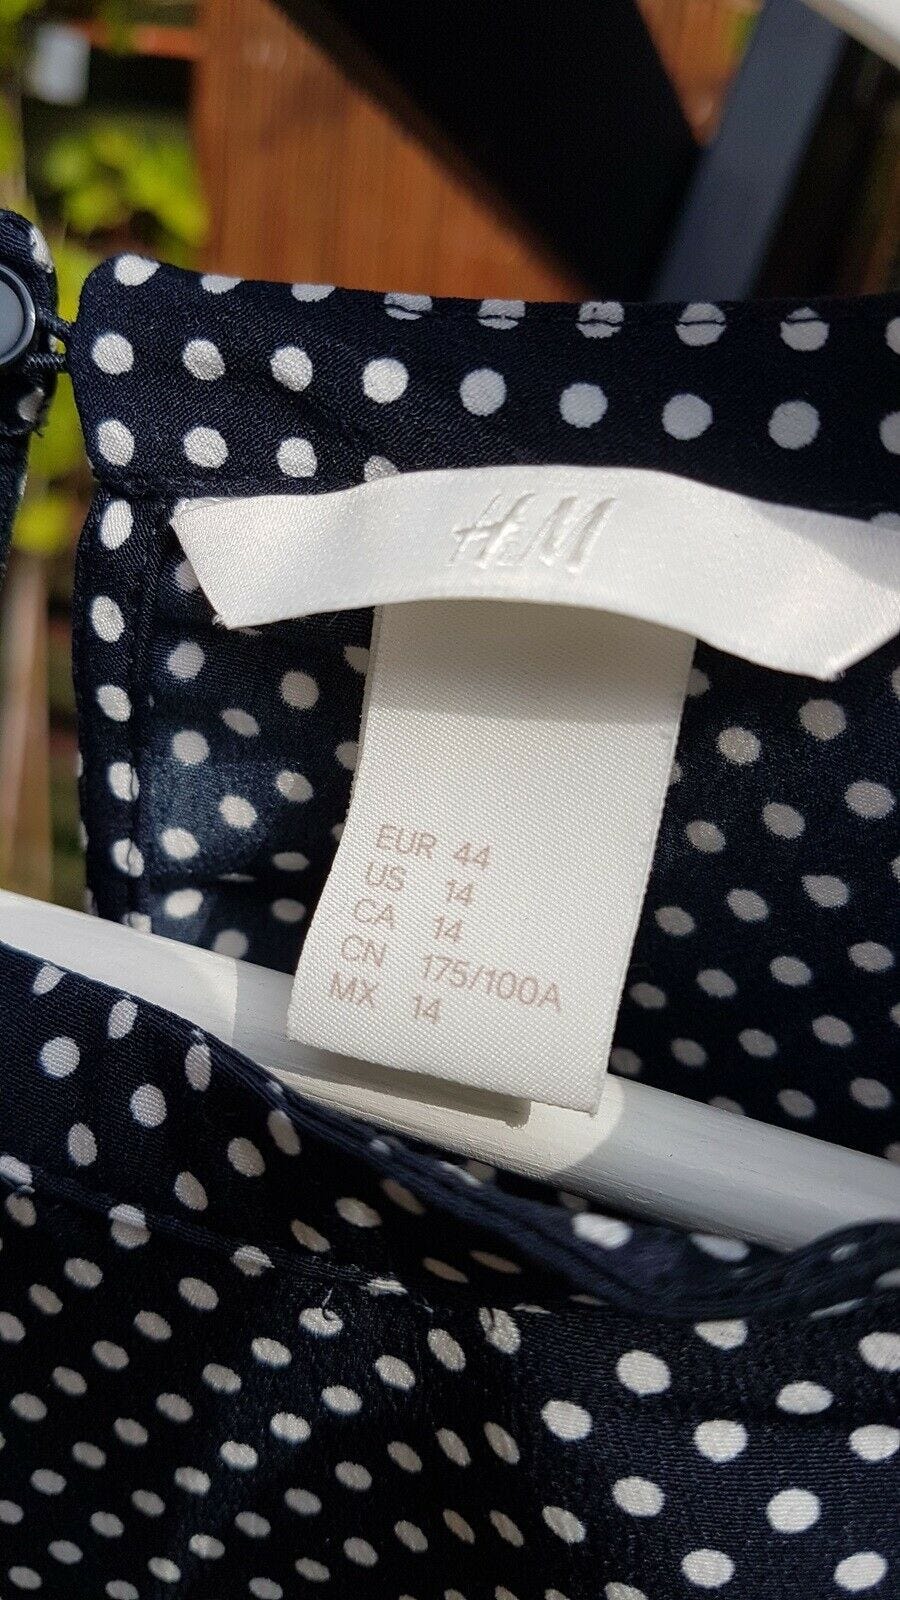 H&M
EUR 44
US 14
CA 14
CN 175/100A
MX 14